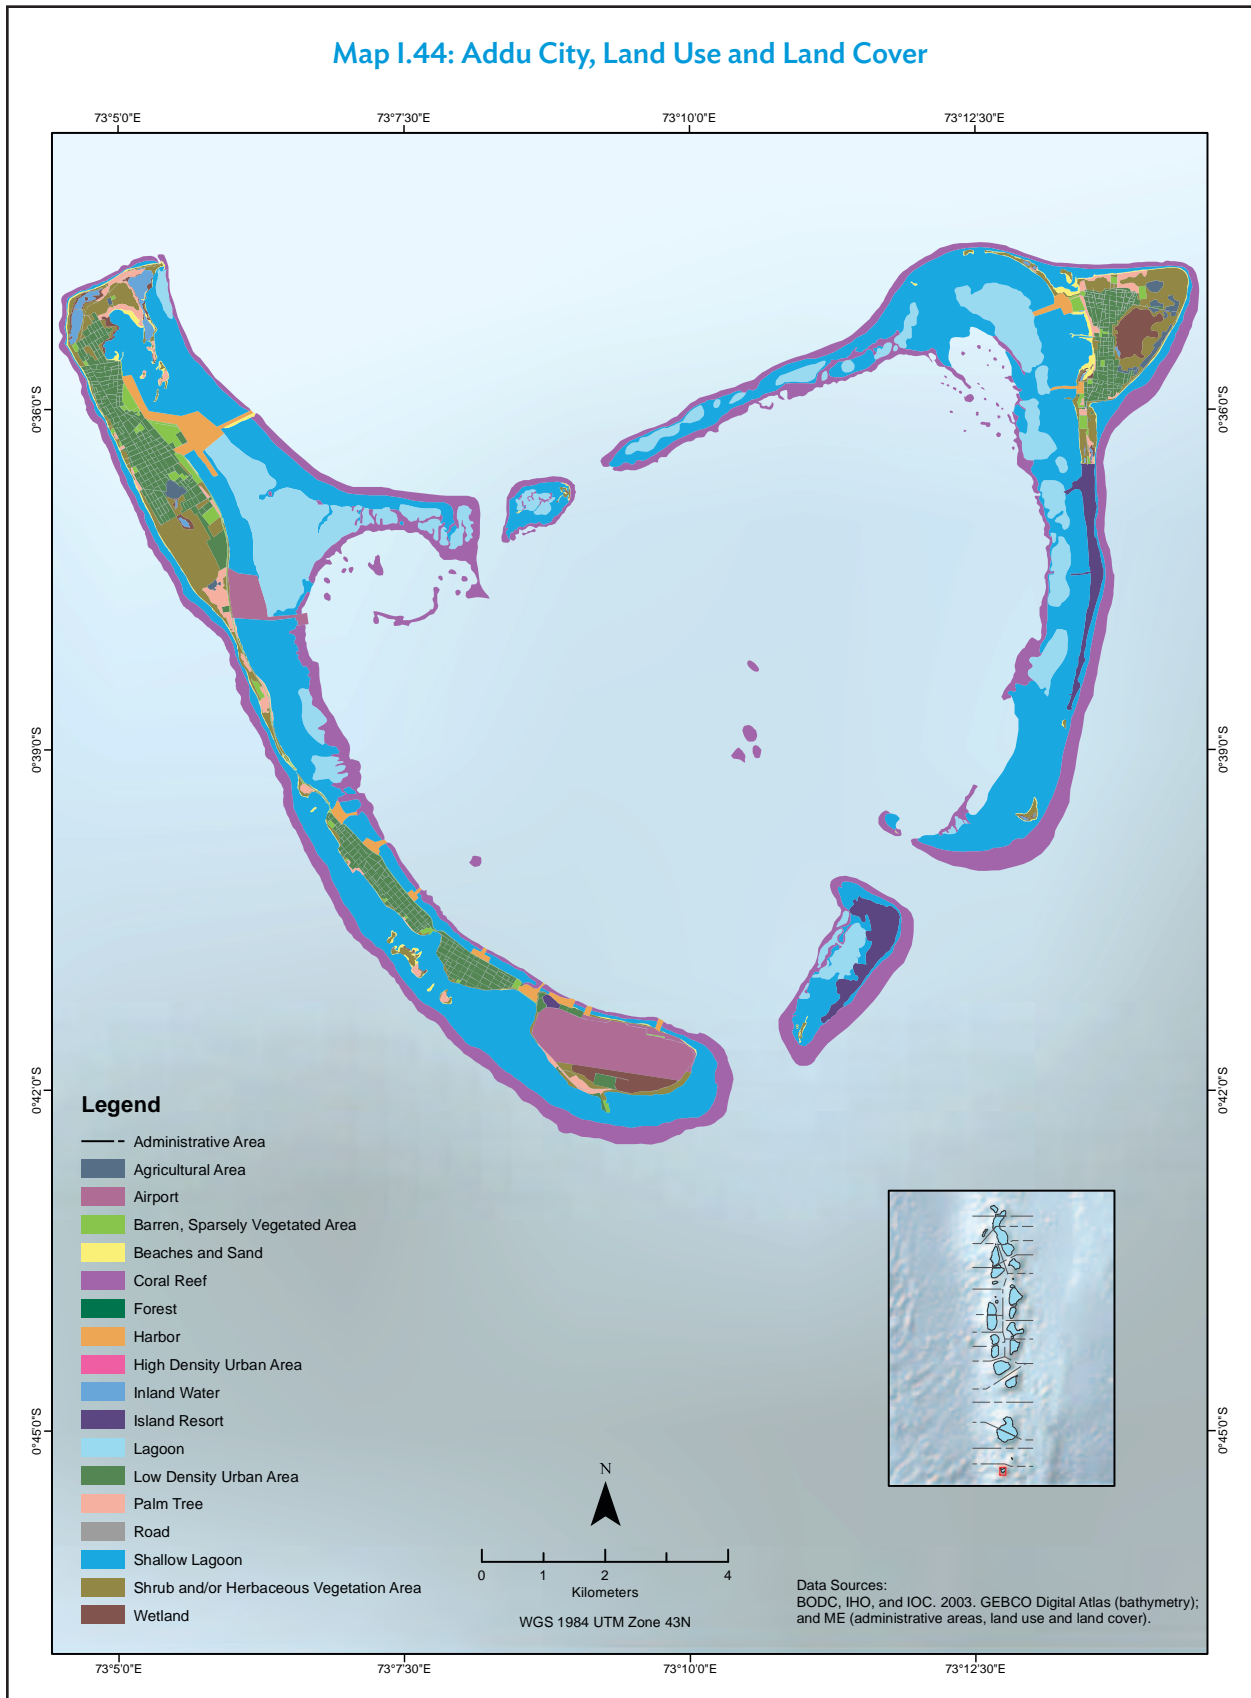 Map I.44: Addu City, Land Use and Land Cover
73°5'0"E
73°7'30"E
73°10'0"E
73°12'30"E
0°36'0"S
0°36'0"S
0°39'0"S
0°39'0"S
0°42'0"S
0°42'0"S
0°45'0"S
0°45'0"S
Legend
Administrative Area
Agricultural Area
Airport
Barren, Sparsely Vegetated Area
Beaches and Sand
Coral Reef
Forest
Harbor
High Density Urban Area
Inland Water
Island Resort
Lagoon
Low Density Urban Area
Palm Tree
Road
Shallow Lagoon
Shrub and/or Herbaceous Vegetation Area
Wetland
N
0 1 2 4
Kilometers
WGS 1984 UTM Zone 43N
Data Sources:
BODC, IHO, and IOC. 2003. GEBCO Digital Atlas (bathymetry);
and ME (administrative areas, land use and land cover).
73°5'0"E
73°7'30"E
73°10'0"E
73°12'30"E